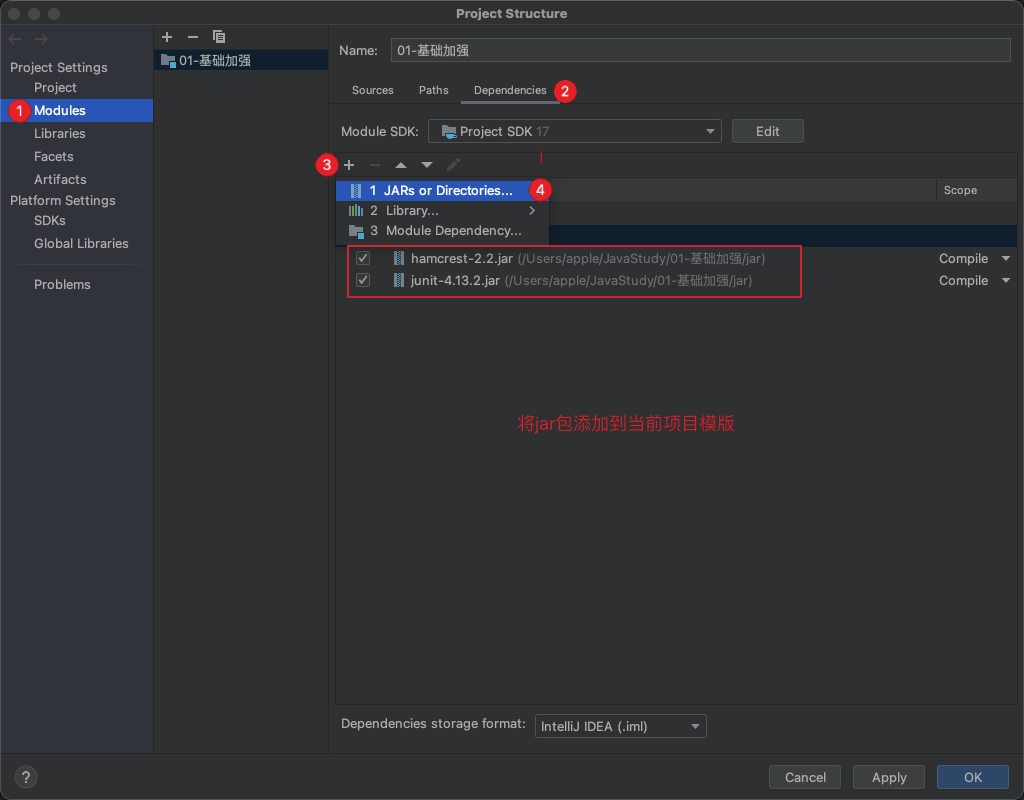 Project Structure
Project Settings
Project
1 Modules
Libraries
Facets
Artifacts
Platform Settings
SDKs
Global Libraries
Problems
01-基础加强
Name: 01-基础加强
Sources Paths Dependencies 2
Module SDK: Project SDK 17 Edit
3
Scope
1 JARs or Directories... 4
2 Library...
3 Module Dependency...
hamcrest-2.2.jar (/Users/apple/JavaStudy/01-基础加强/jar) Compile
junit-4.13.2.jar (/Users/apple/JavaStudy/01-基础加强/jar) Compile
将jar包添加到当前项目模版
Dependencies storage format: IntelliJ IDEA (.iml)
? Cancel Apply OK